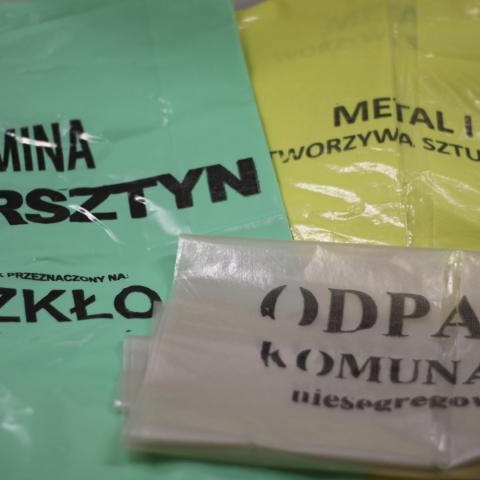 MINA
RSZTYN
K PRZEZNACZONY NA:
ZKŁO
METAL I
TWORZYWA SZTU
ODPA
KOMUNA
niesegregow